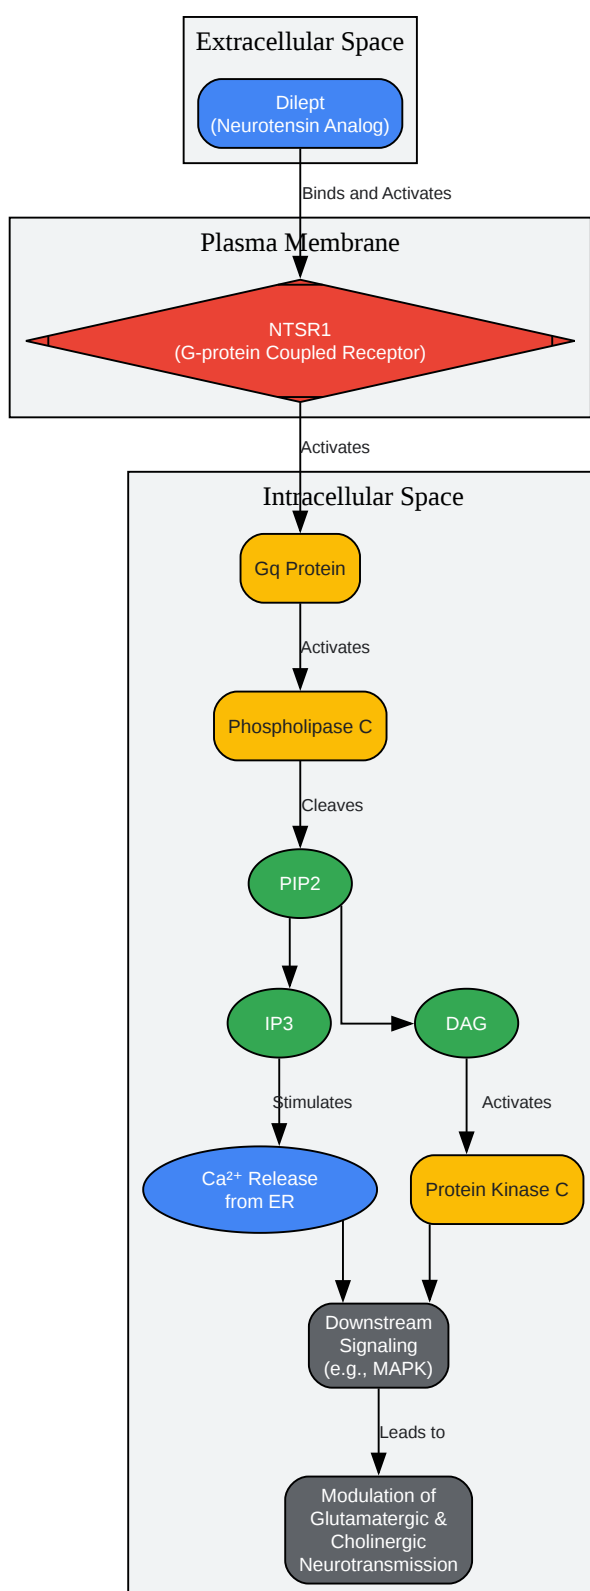 Extracellular Space
Dilept
(Neurotensin Analog)
Binds and Activates
Plasma Membrane
NTSR1
(G-protein Coupled Receptor)
Activates
Intracellular Space
Gq Protein
Activates
Phospholipase C
Cleaves
PIP2
IP3
DAG
Stimulates
Activates
Ca²⁺ Release
from ER
Protein Kinase C
Downstream
Signaling
(e.g., MAPK)
Leads to
Modulation of
Glutamatergic &
Cholinergic
Neurotransmission